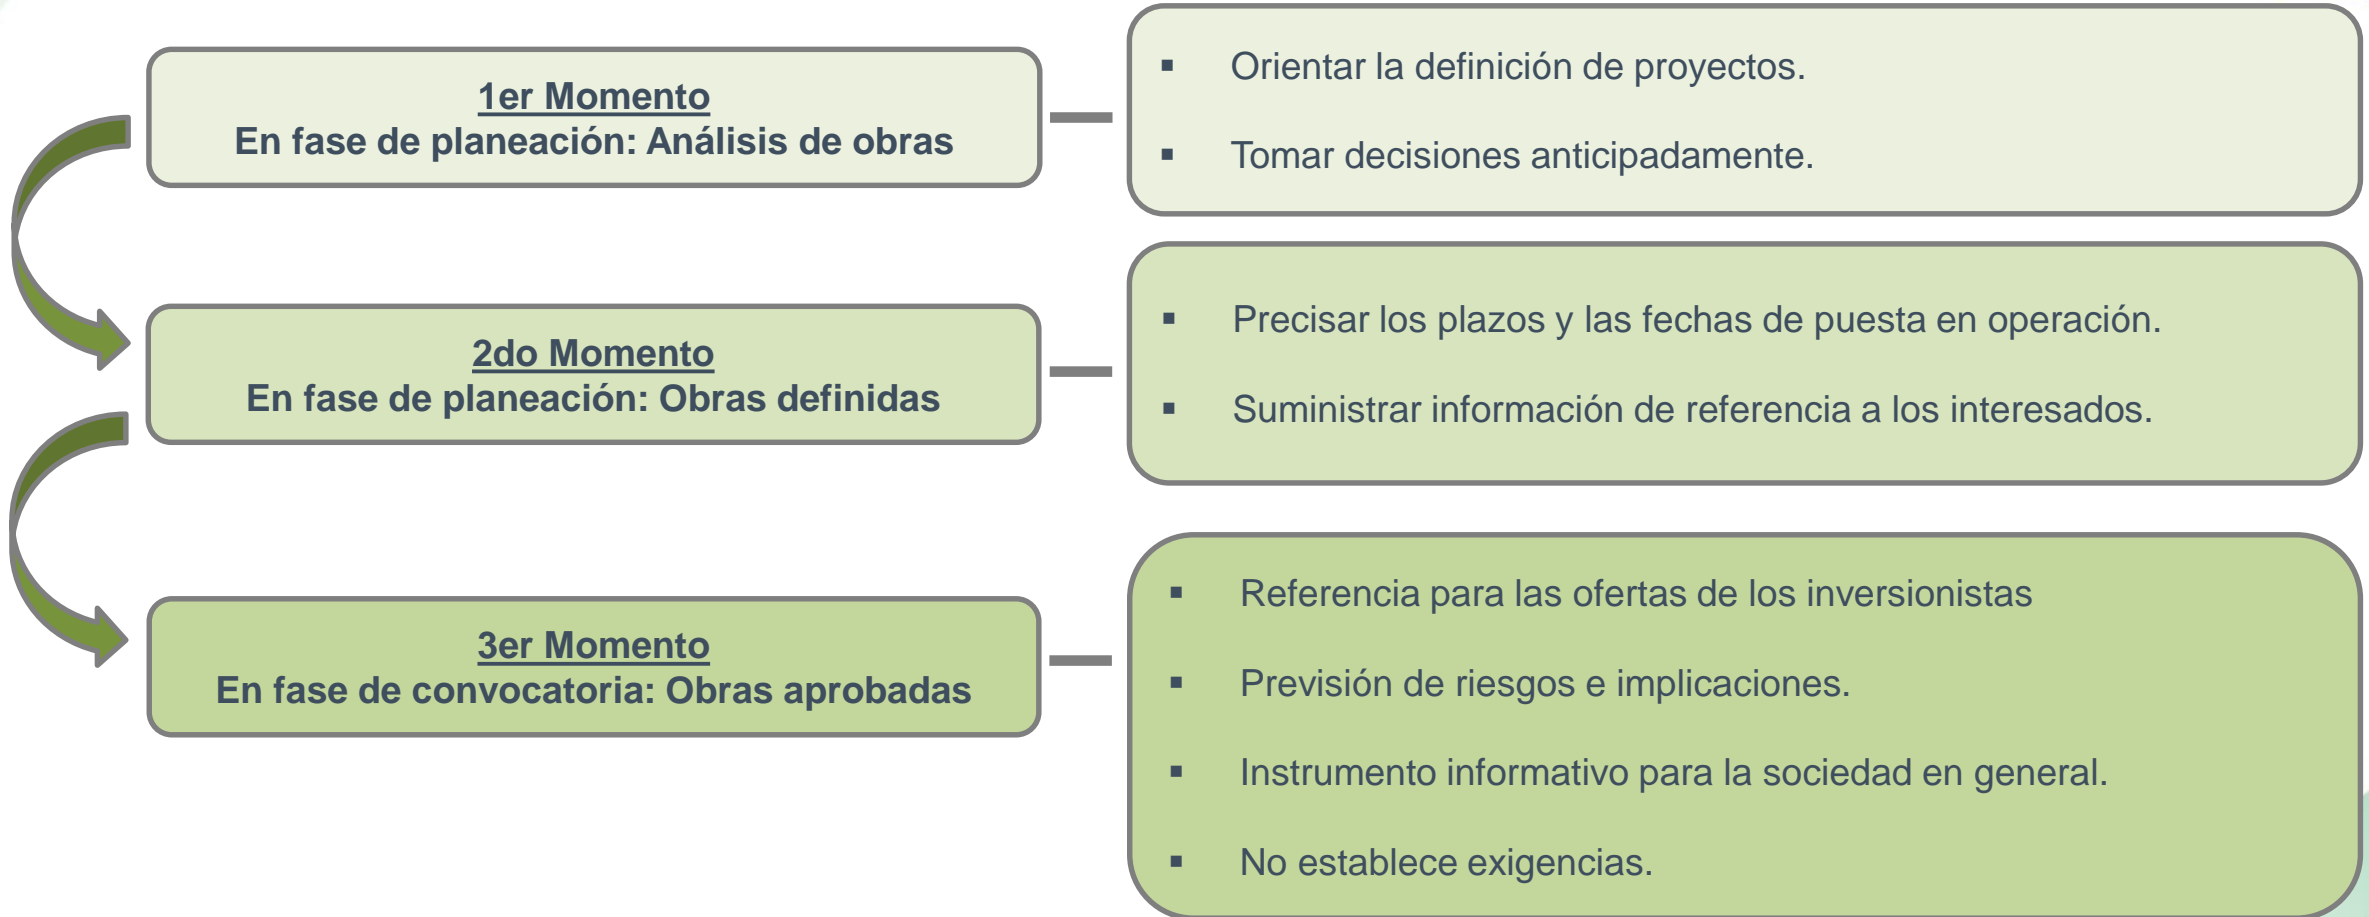 1er Momento
En fase de planeación: Análisis de obras
▪ Orientar la definición de proyectos.
▪ Tomar decisiones anticipadamente.
2do Momento
En fase de planeación: Obras definidas
▪ Precisar los plazos y las fechas de puesta en operación.
▪ Suministrar información de referencia a los interesados.
3er Momento
En fase de convocatoria: Obras aprobadas
▪ Referencia para las ofertas de los inversionistas
▪ Previsión de riesgos e implicaciones.
▪ Instrumento informativo para la sociedad en general.
▪ No establece exigencias.